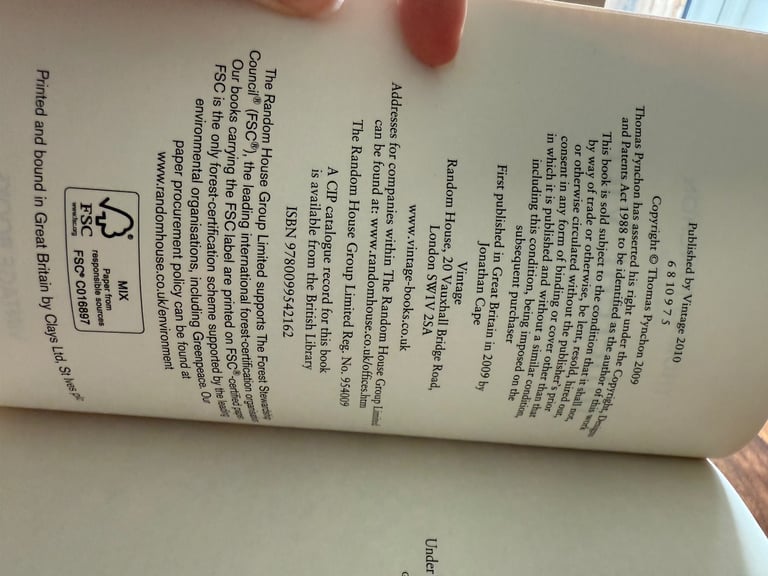 Published by Vintage 2010
6 8 10 9 7 5
Copyright © Thomas Pynchon 2009
Thomas Pynchon has asserted his right under the Copyright, Designs
and Patents Act 1988 to be identified as the author of this work
This book is sold subject to the condition that it shall not,
by way of trade or otherwise, be lent, resold, hired out,
or otherwise circulated without the publisher's prior
consent in any form of binding or cover other than that
in which it is published and without a similar condition,
including this condition, being imposed on the
subsequent purchaser
First published in Great Britain in 2009 by
Jonathan Cape
Vintage
Random House, 20 Vauxhall Bridge Road,
London SW1V 2SA
www.vintage-books.co.uk
Addresses for companies within The Random House Group Limited
can be found at: www.randomhouse.co.uk/offices.htm
The Random House Group Limited Reg. No. 954009
A CIP catalogue record for this book
is available from the British Library
ISBN 9780099542162
The Random House Group Limited supports The Forest Stewardship
Council® (FSC®), the leading international forest-certification organisation
Our books carrying the FSC label are printed on FSC®-certified paper
FSC is the only forest-certification scheme supported by the leading
environmental organisations, including Greenpeace. Our
paper procurement policy can be found at
www.randomhouse.co.uk/environment
MIX
Paper from
responsible sources
FSC® C016897
FSC
www.fsc.org
Printed and bound in Great Britain by Clays Ltd, St Ives plc
Under